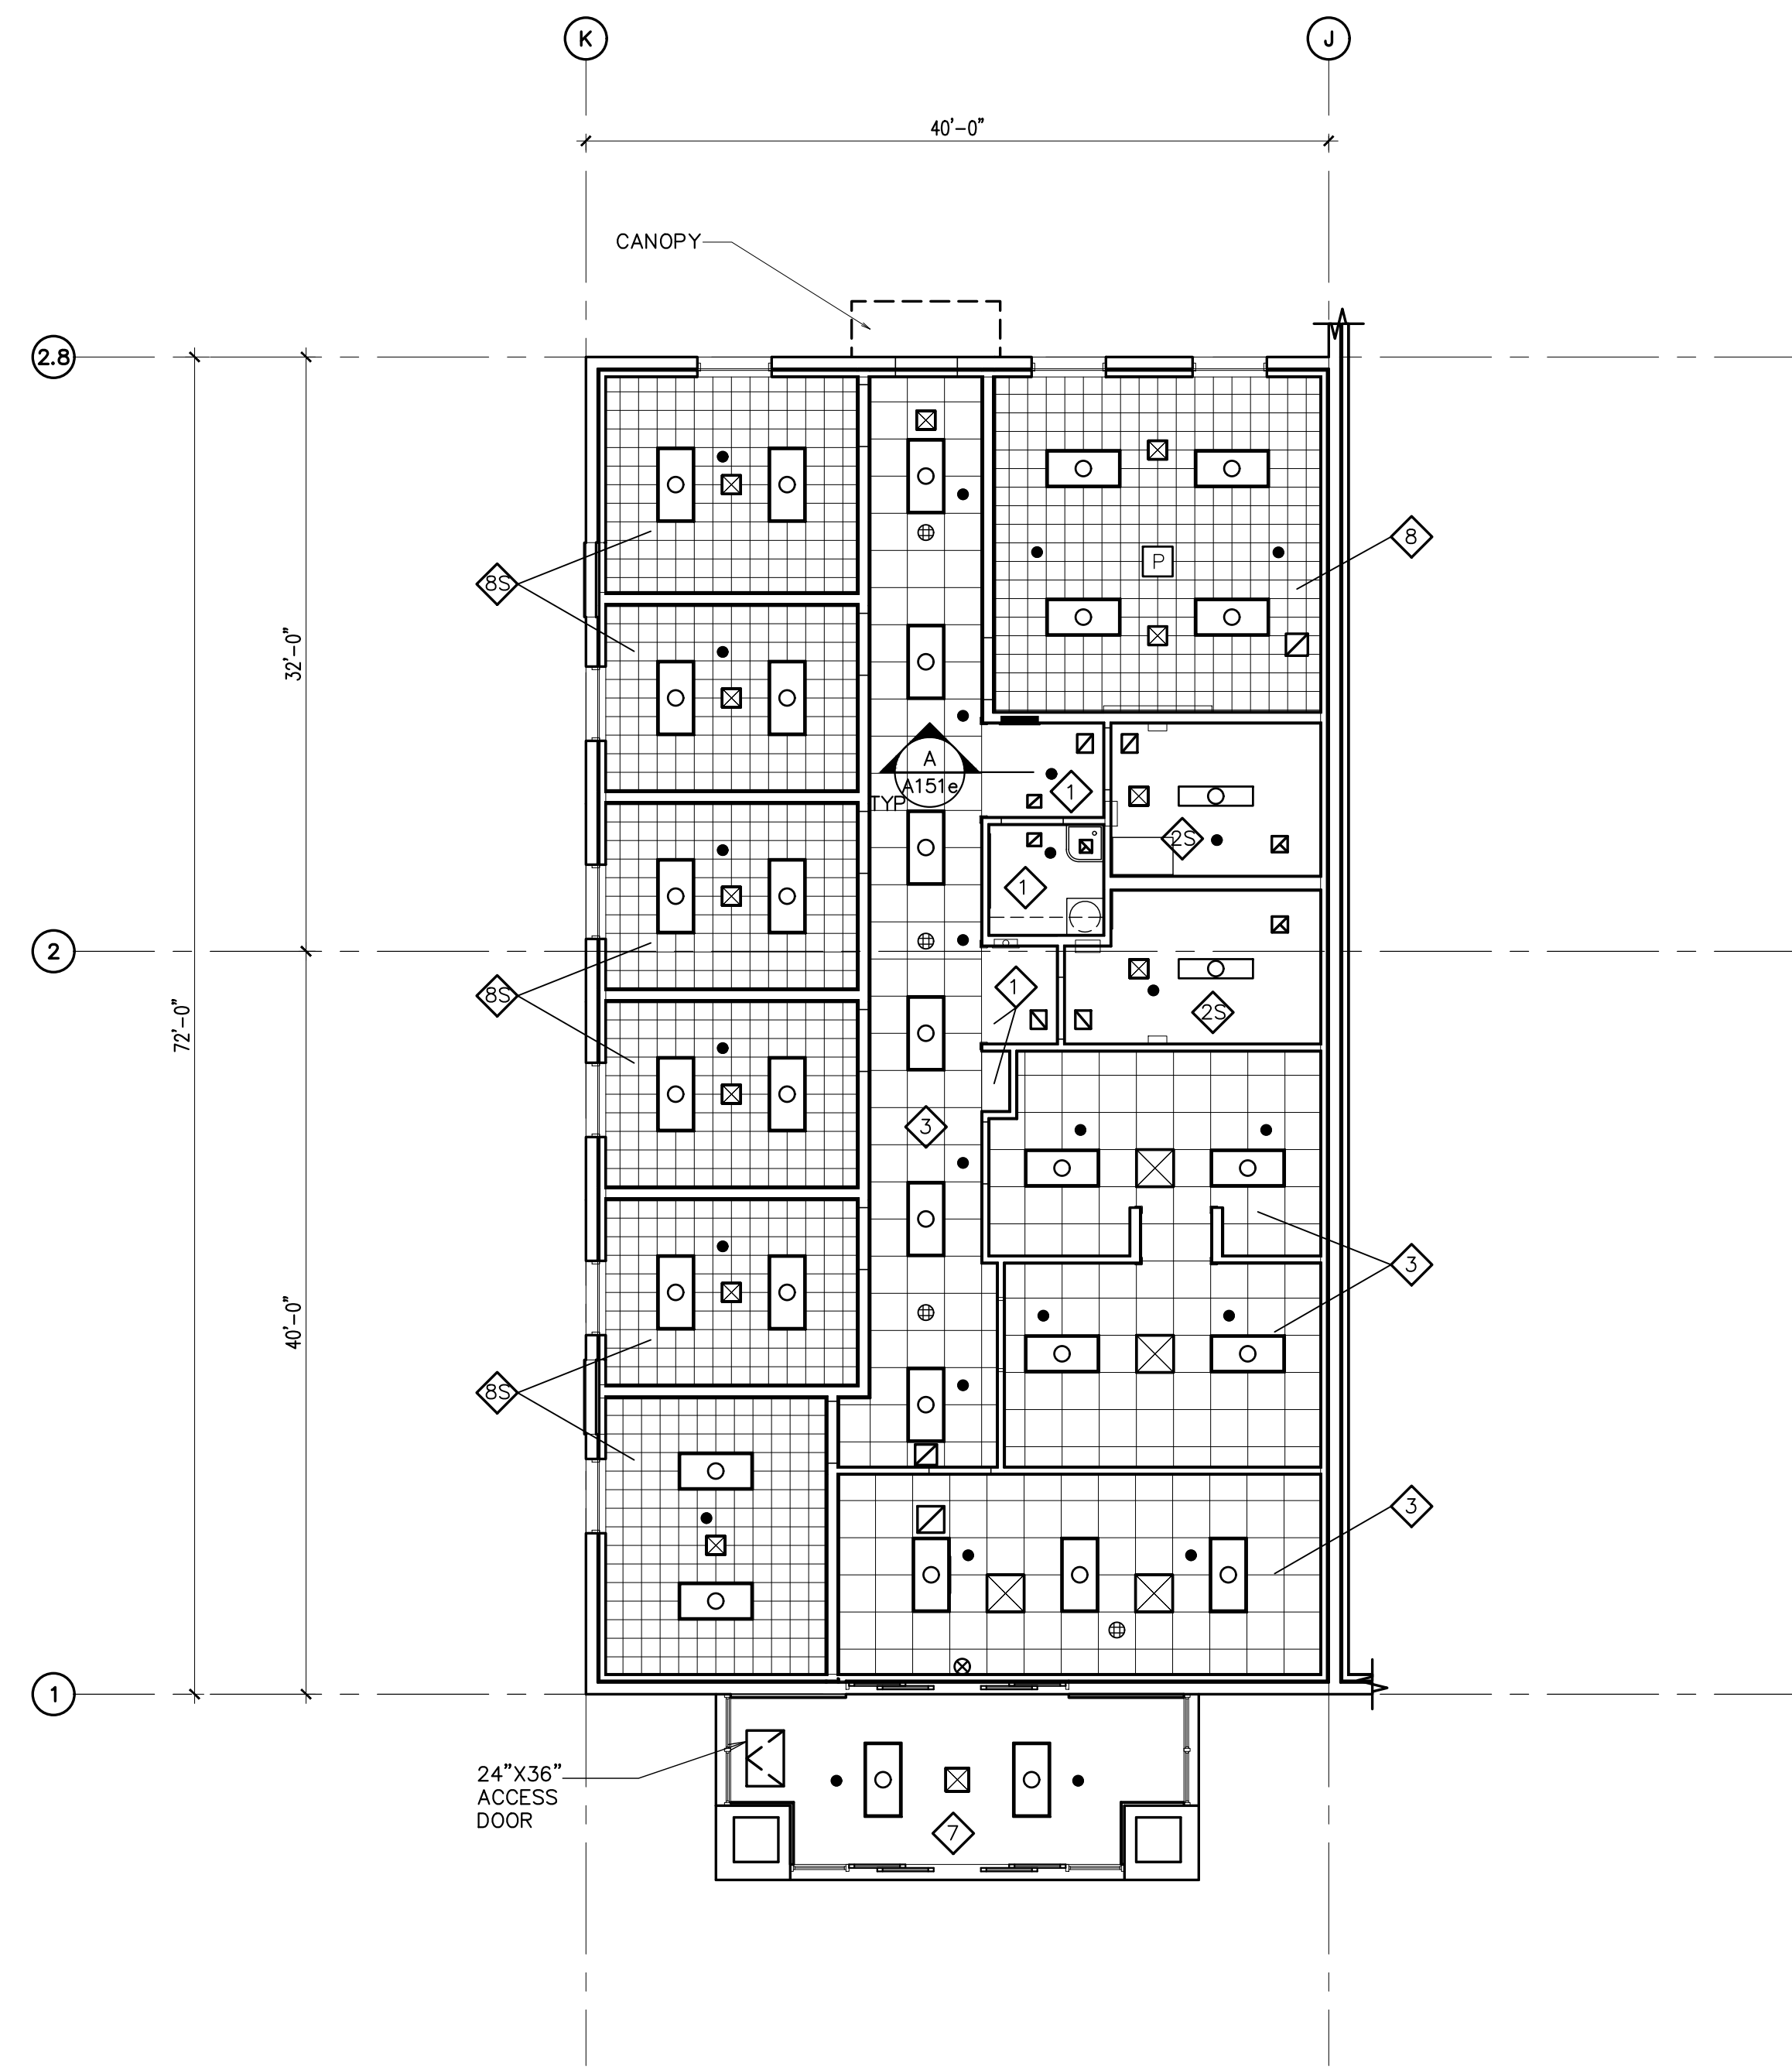 K
J
40'-0"
CANOPY
2.8
8
8S
32'-0"
P
A
A151e
TYP
1
2S
1
2
1
8S
2S
72'-0"
3
3
40'-0"
8S
3
1
24"X36"
ACCESS
DOOR
7